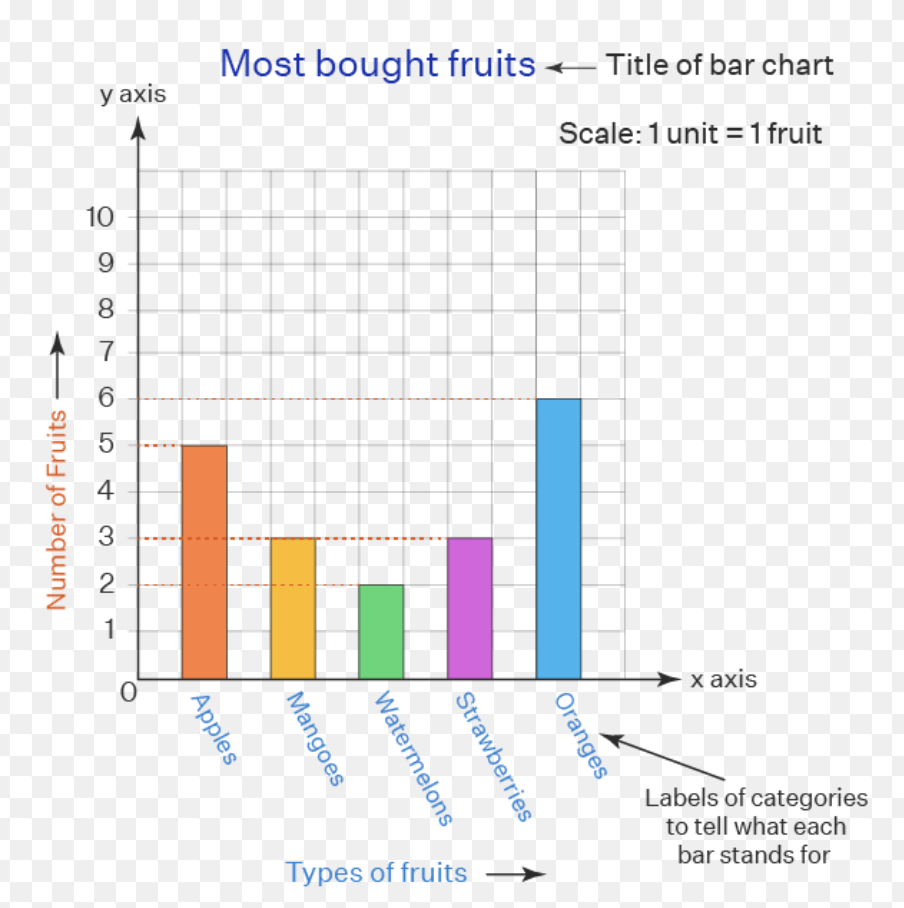 Most bought fruits
Title of bar chart
y axis
Scale: 1 unit = 1 fruit
10
9
8
7
6
5
4
3
2
1
0
Number of Fruits
x axis
Apples
Mangoes
Watermelons
Strawberries
Oranges
Labels of categories
to tell what each
bar stands for
Types of fruits